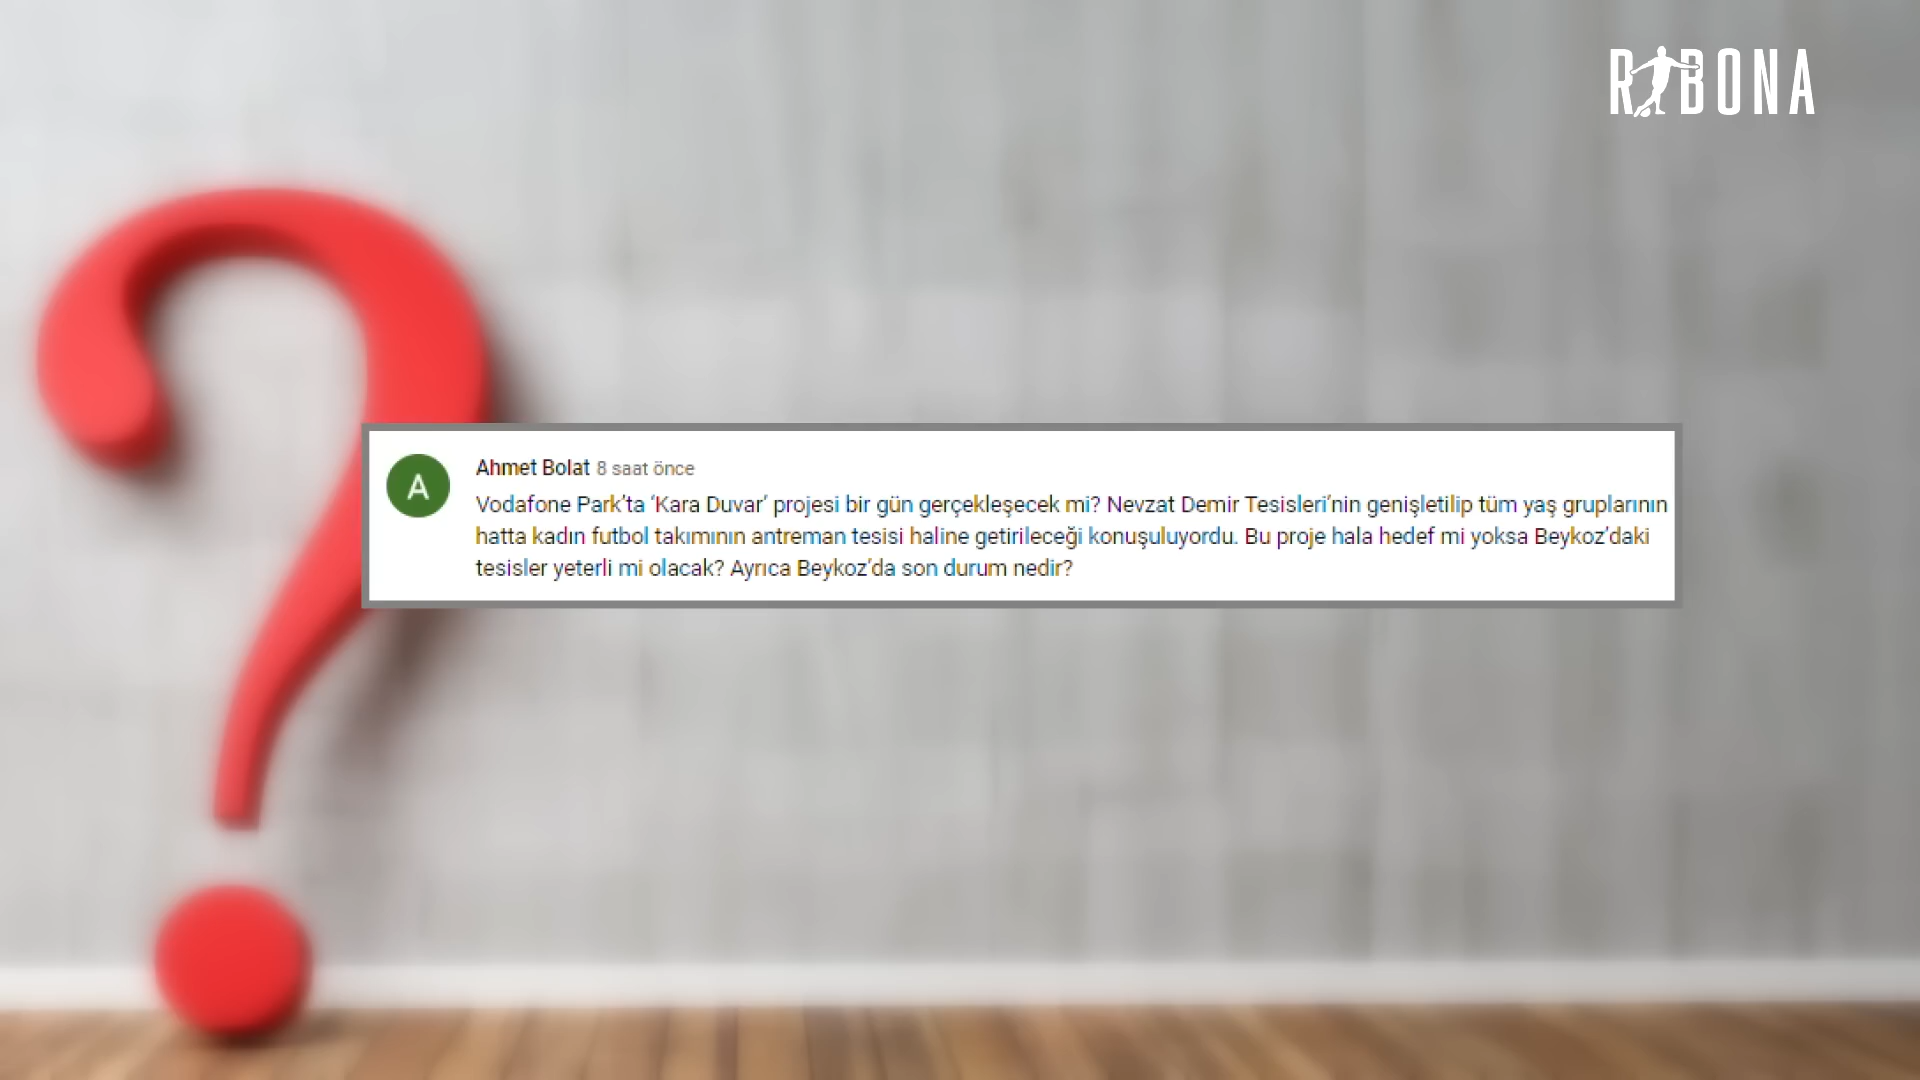 RABONA
A
Ahmet Bolat 8 saat önce
Vodafone Park'ta 'Kara Duvar' projesi bir gün gerçekleşecek mi? Nevzat Demir Tesisleri'nin genişletilip tüm yaş gruplarının
hatta kadın futbol takımının antreman tesisi haline getirileceği konuşuluyordu. Bu proje hala hedef mi yoksa Beykoz'daki
tesisler yeterli mi olacak? Ayrıca Beykoz'da son durum nedir?